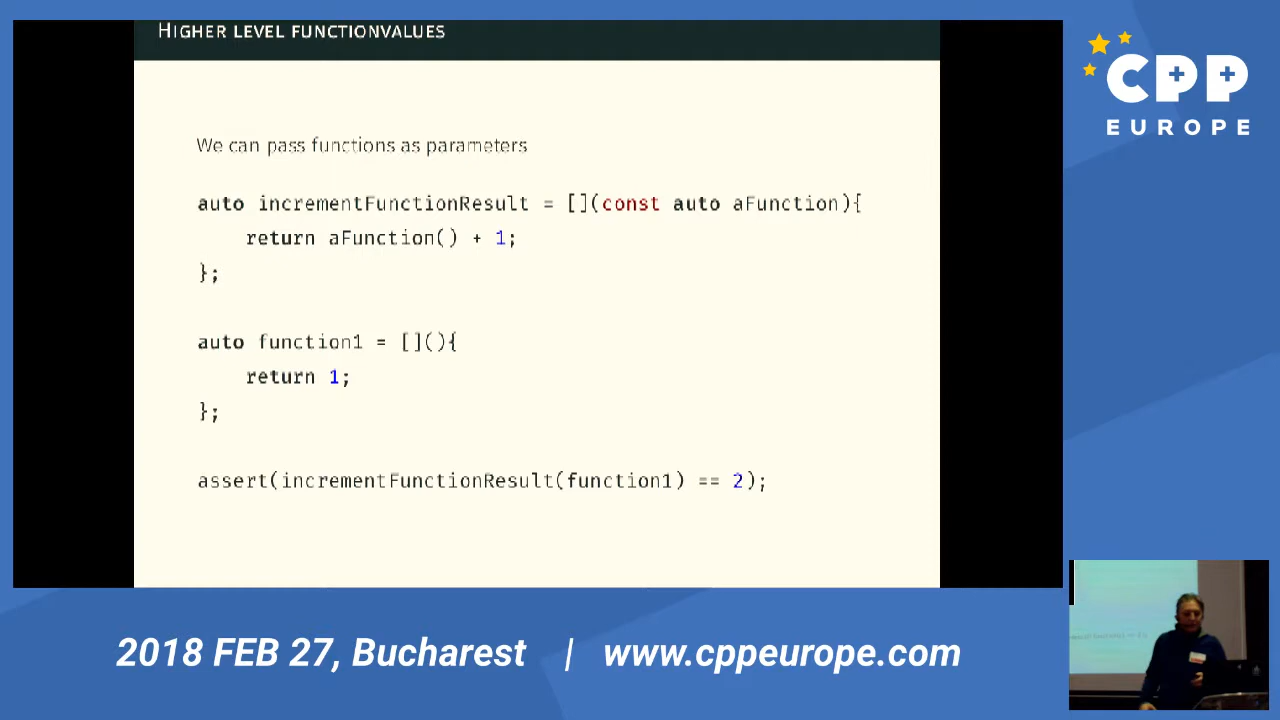 HIGHER LEVEL FUNCTIONVALUES
We can pass functions as parameters
auto incrementFunctionResult = [](const auto aFunction){
return aFunction() + 1;
};
auto function1 = [](){
return 1;
};
assert(incrementFunctionResult(function1) == 2);
CPP
EUROPE
2018 FEB 27, Bucharest | www.cppeurope.com